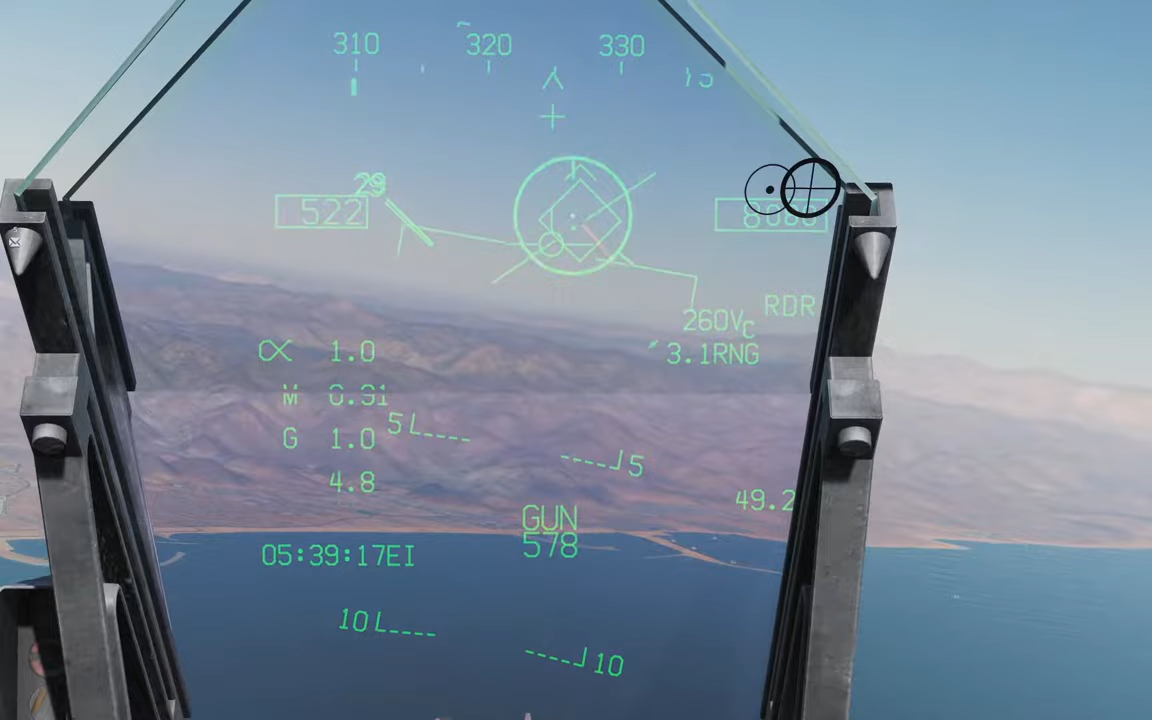 310 320 330
29
522
RDR
260Vc
3.1RNG
α 1.0
M 0.91
G 1.0
4.8
5 5
49.2
GUN
578
05:39:17EI
10 10